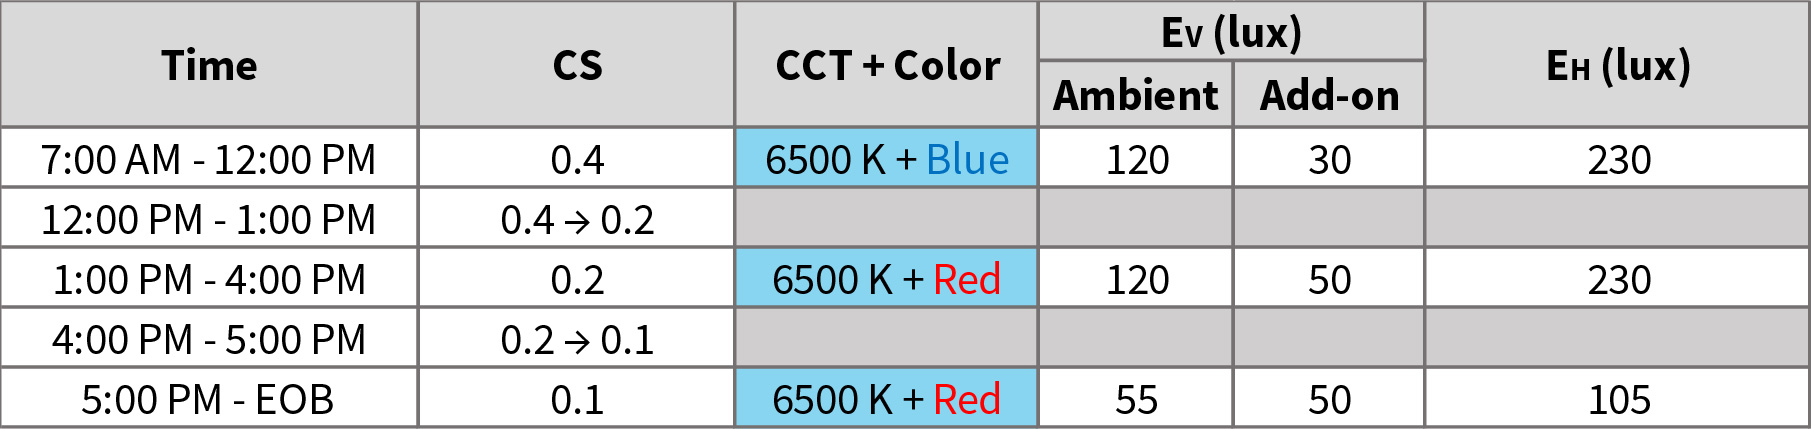 Time CS CCT + Color EV (lux) EH (lux)
Ambient Add-on
7:00 AM - 12:00 PM 0.4 6500 K + Blue 120 30 230
12:00 PM - 1:00 PM 0.4 → 0.2
1:00 PM - 4:00 PM 0.2 6500 K + Red 120 50 230
4:00 PM - 5:00 PM 0.2 → 0.1
5:00 PM - EOB 0.1 6500 K + Red 55 50 105